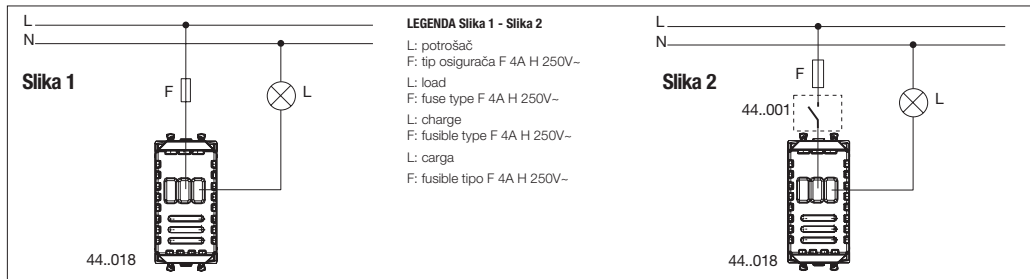 L
N
Slika 1
F
L
44..018
LEGENDA Slika 1 - Slika 2
L: potrošač
F: tip osigurača F 4A H 250V~
L: load
F: fuse type F 4A H 250V~
L: charge
F: fusible type F 4A H 250V~
L: carga
F: fusible tipo F 4A H 250V~
L
N
Slika 2
F
44..001
L
44..018